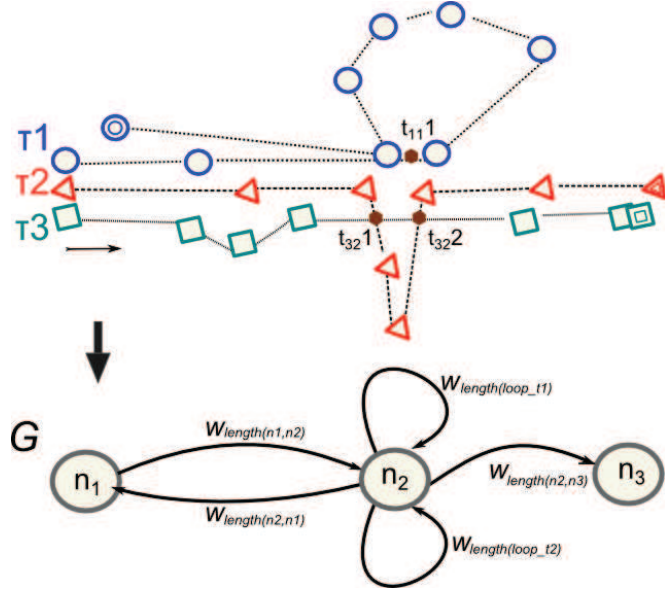 t₁₁1
τ1
τ2
τ3
t₃₂1
t₃₂2
G
w_length(loop_t1)
w_length(n1,n2)
n₁
n₂
n₃
w_length(n2,n3)
w_length(n2,n1)
w_length(loop_t2)